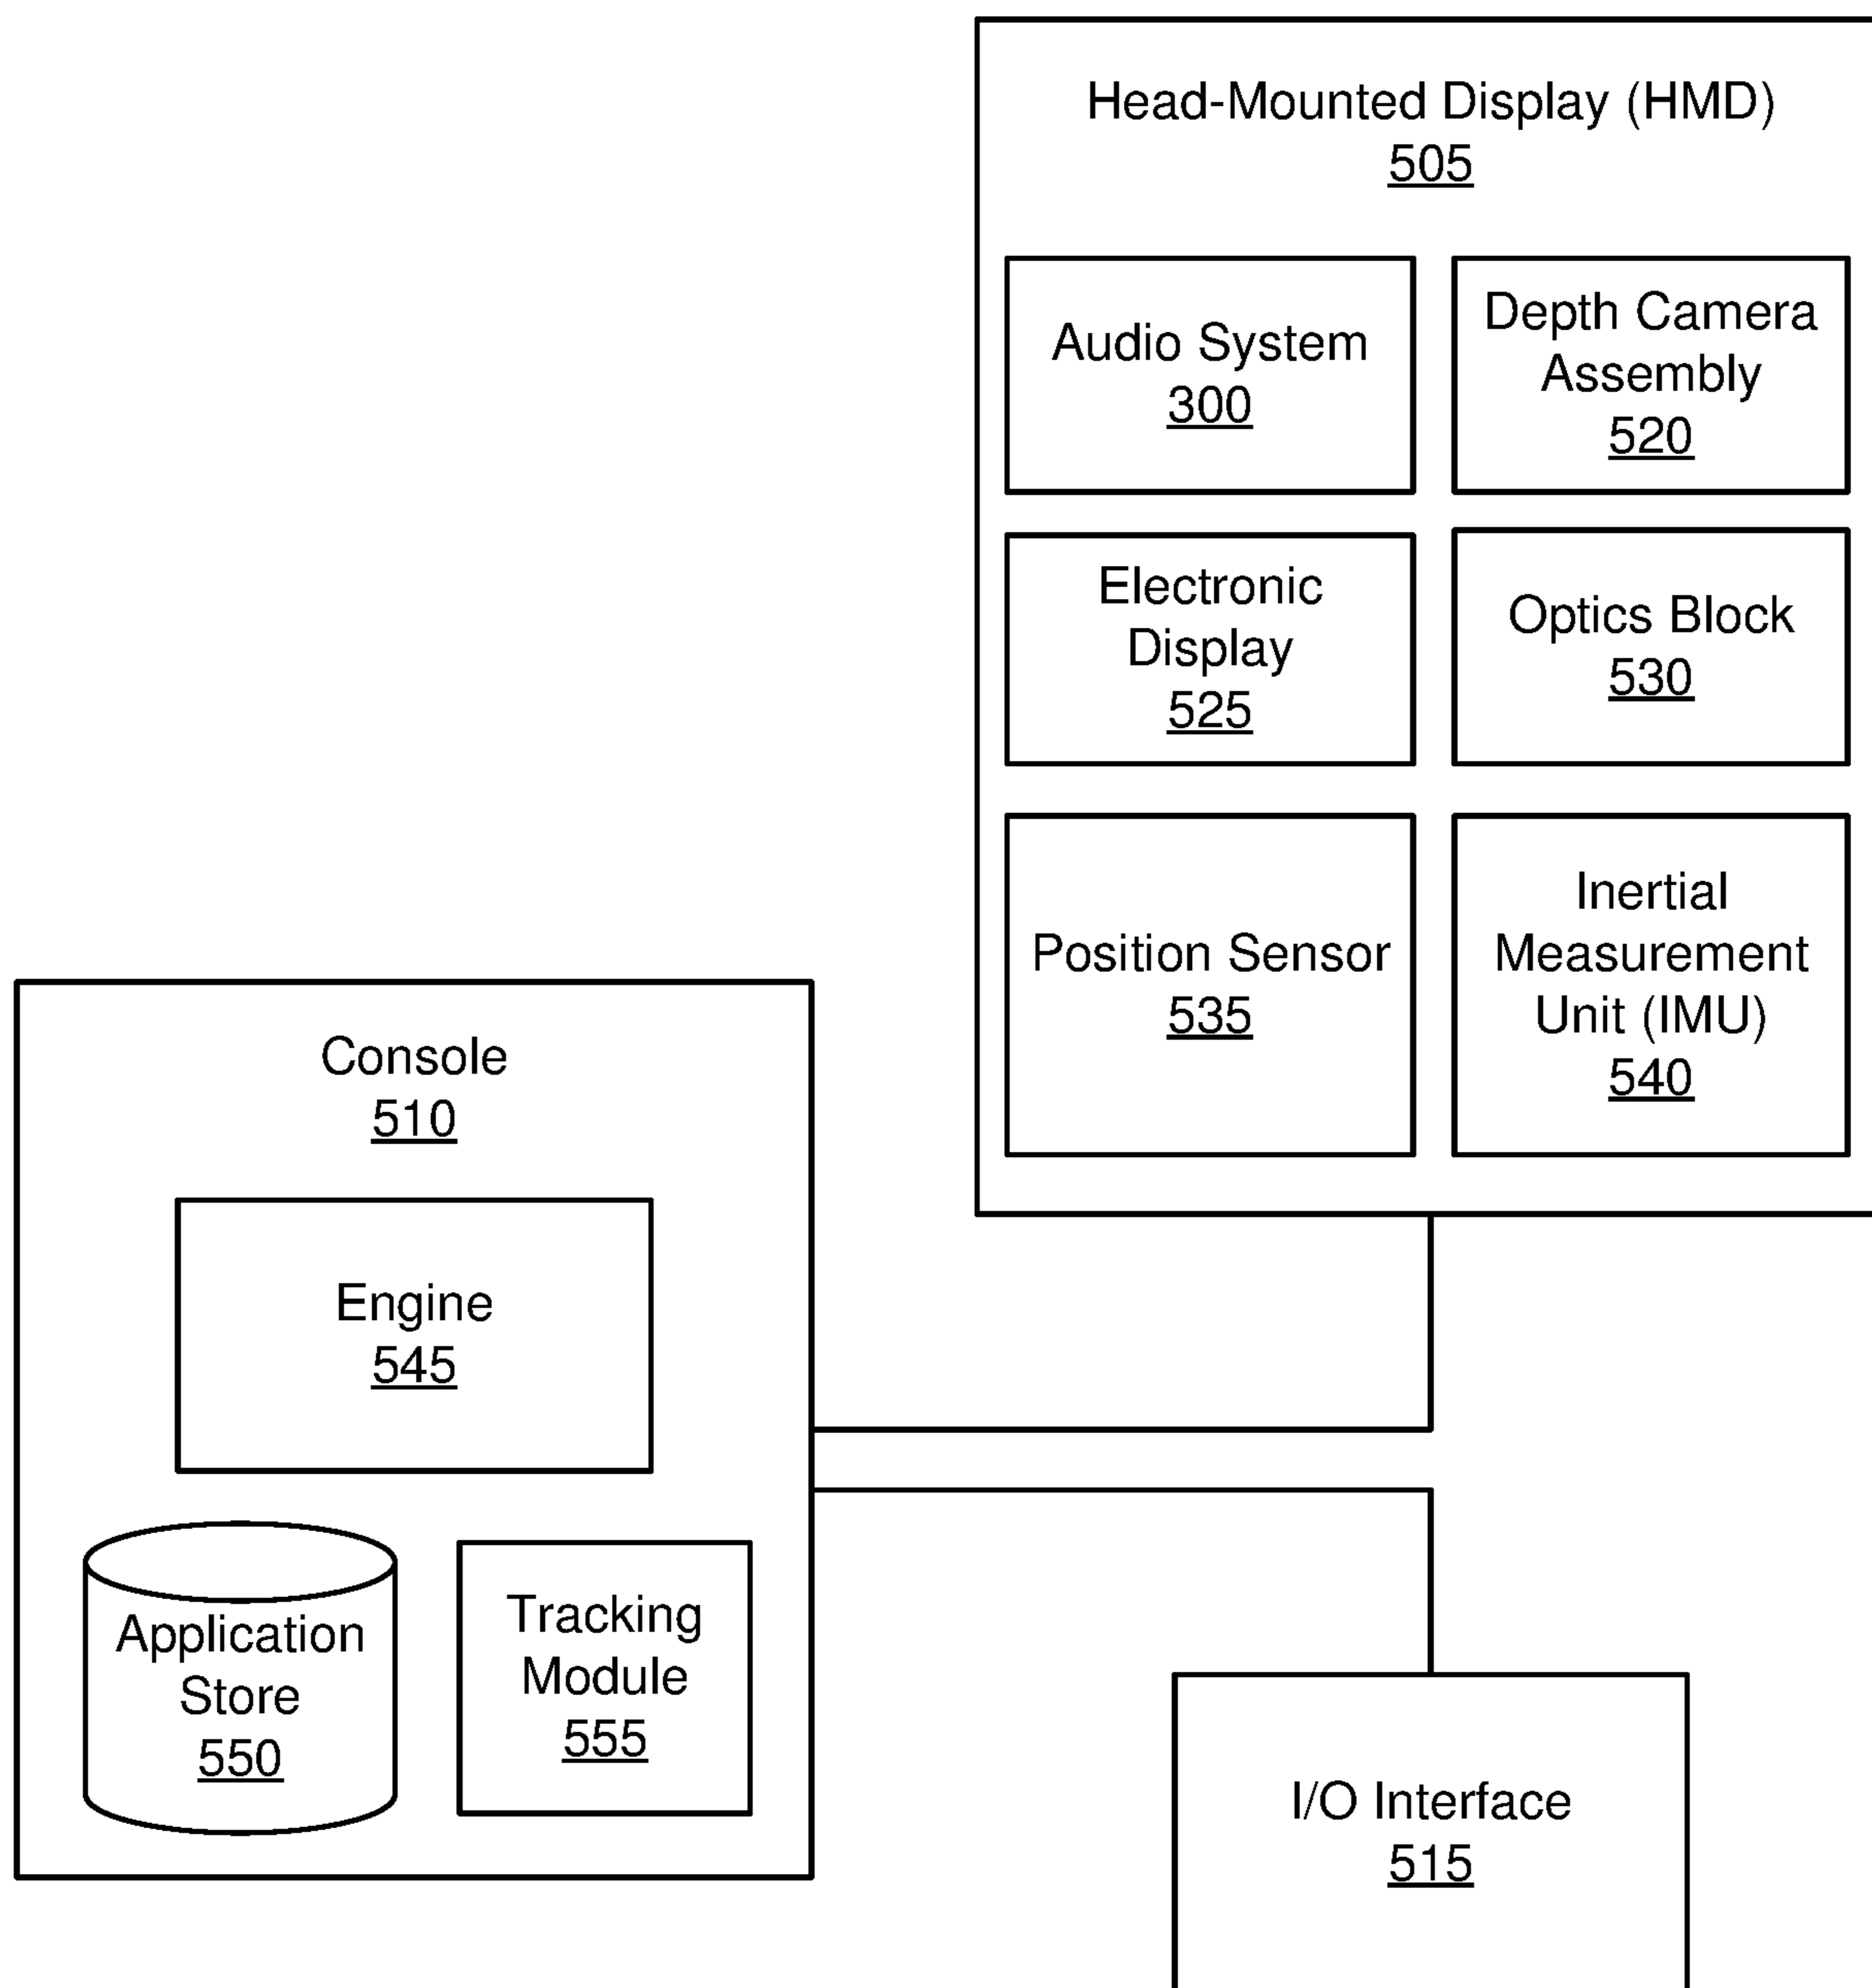 Head-Mounted Display (HMD)
505
Audio System
300
Depth Camera
Assembly
520
Electronic
Display
525
Optics Block
530
Position Sensor
535
Inertial
Measurement
Unit (IMU)
540
Console
510
Engine
545
Application
Store
550
Tracking
Module
555
I/O Interface
515